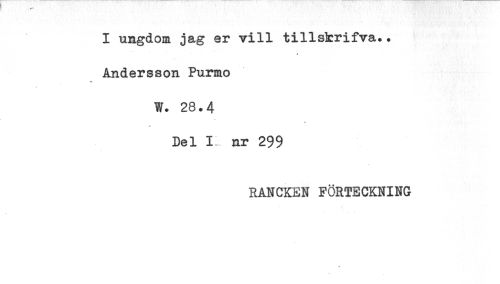 I ungdom jag er vill tillskrifva..
Andersson Purmo
W. 28.4
Del I nr 299
RANCKEN FÖRTECKNING